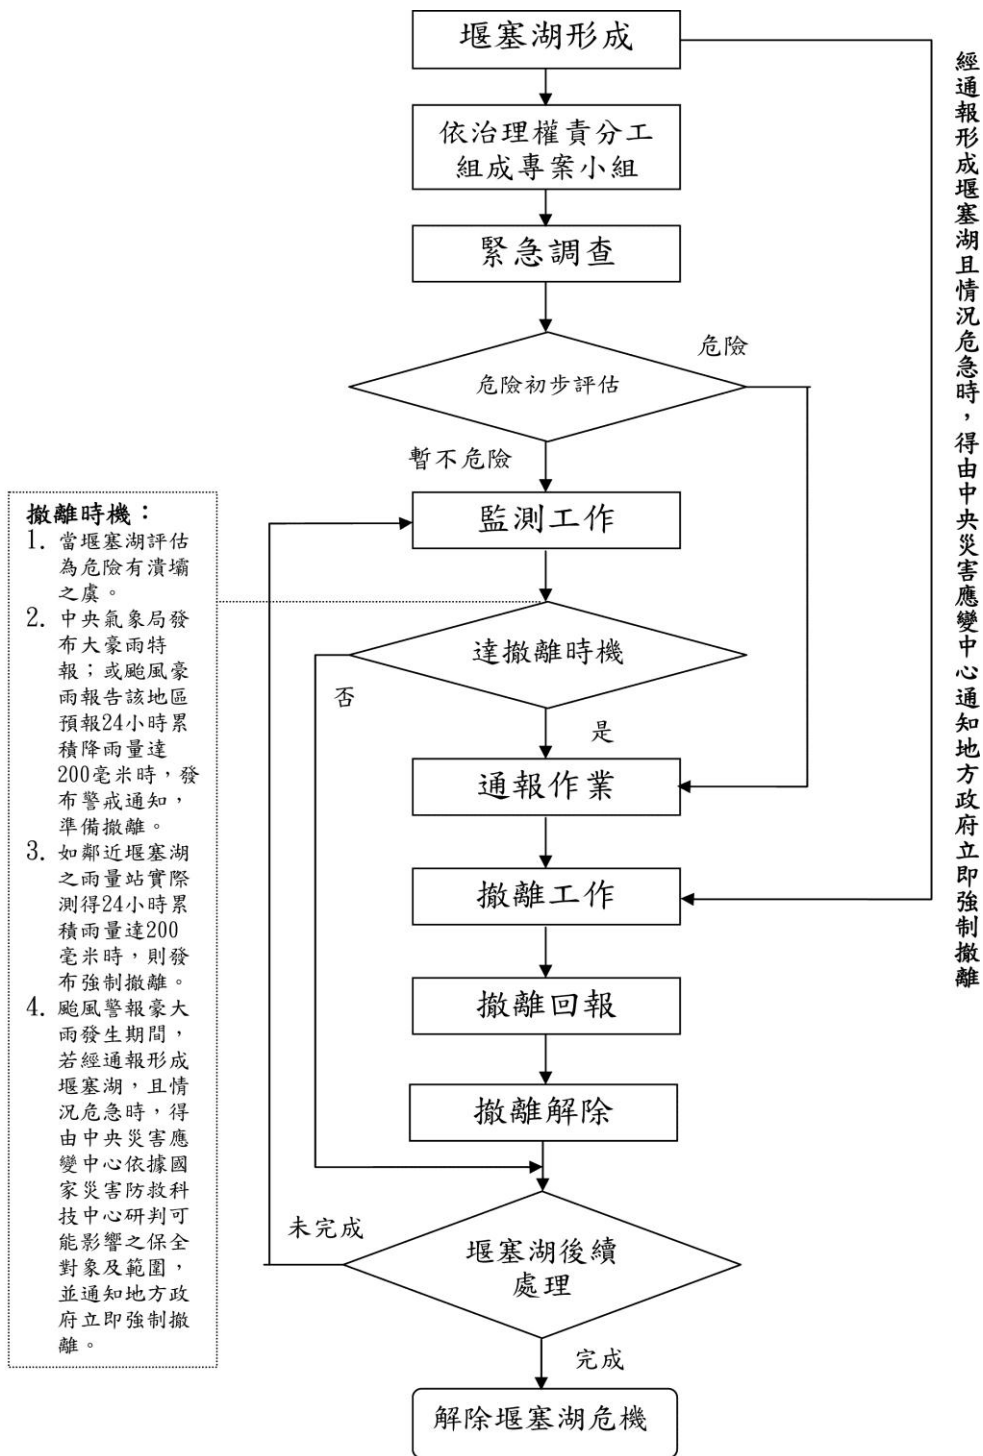 堰塞湖形成
經通報形成堰塞湖且情況危急時，得由中央災害應變中心通知地方政府立即強制撤離
依治理權責分工
組成專案小組
緊急調查
危險
危險初步評估
暫不危險
監測工作
撤離時機：
1. 當堰塞湖評估
為危險有潰壩
之虞。
2. 中央氣象局發
布大豪雨特
報；或颱風豪
雨報告該地區
預報24小時累
積降雨量達
200毫米時，發
布警戒通知，
準備撤離。
3. 如鄰近堰塞湖
之雨量站實際
測得24小時累
積雨量達200
毫米時，則發
布強制撤離。
4. 颱風警報豪大
雨發生期間，
若經通報形成
堰塞湖，且情
況危急時，得
由中央災害應
變中心依據國
家災害防救科
技中心研判可
能影響之保全
對象及範圍，
並通知地方政
府立即強制撤
離。
達撤離時機
否
是
通報作業
撤離工作
撤離回報
撤離解除
未完成
堰塞湖後續
處理
完成
解除堰塞湖危機